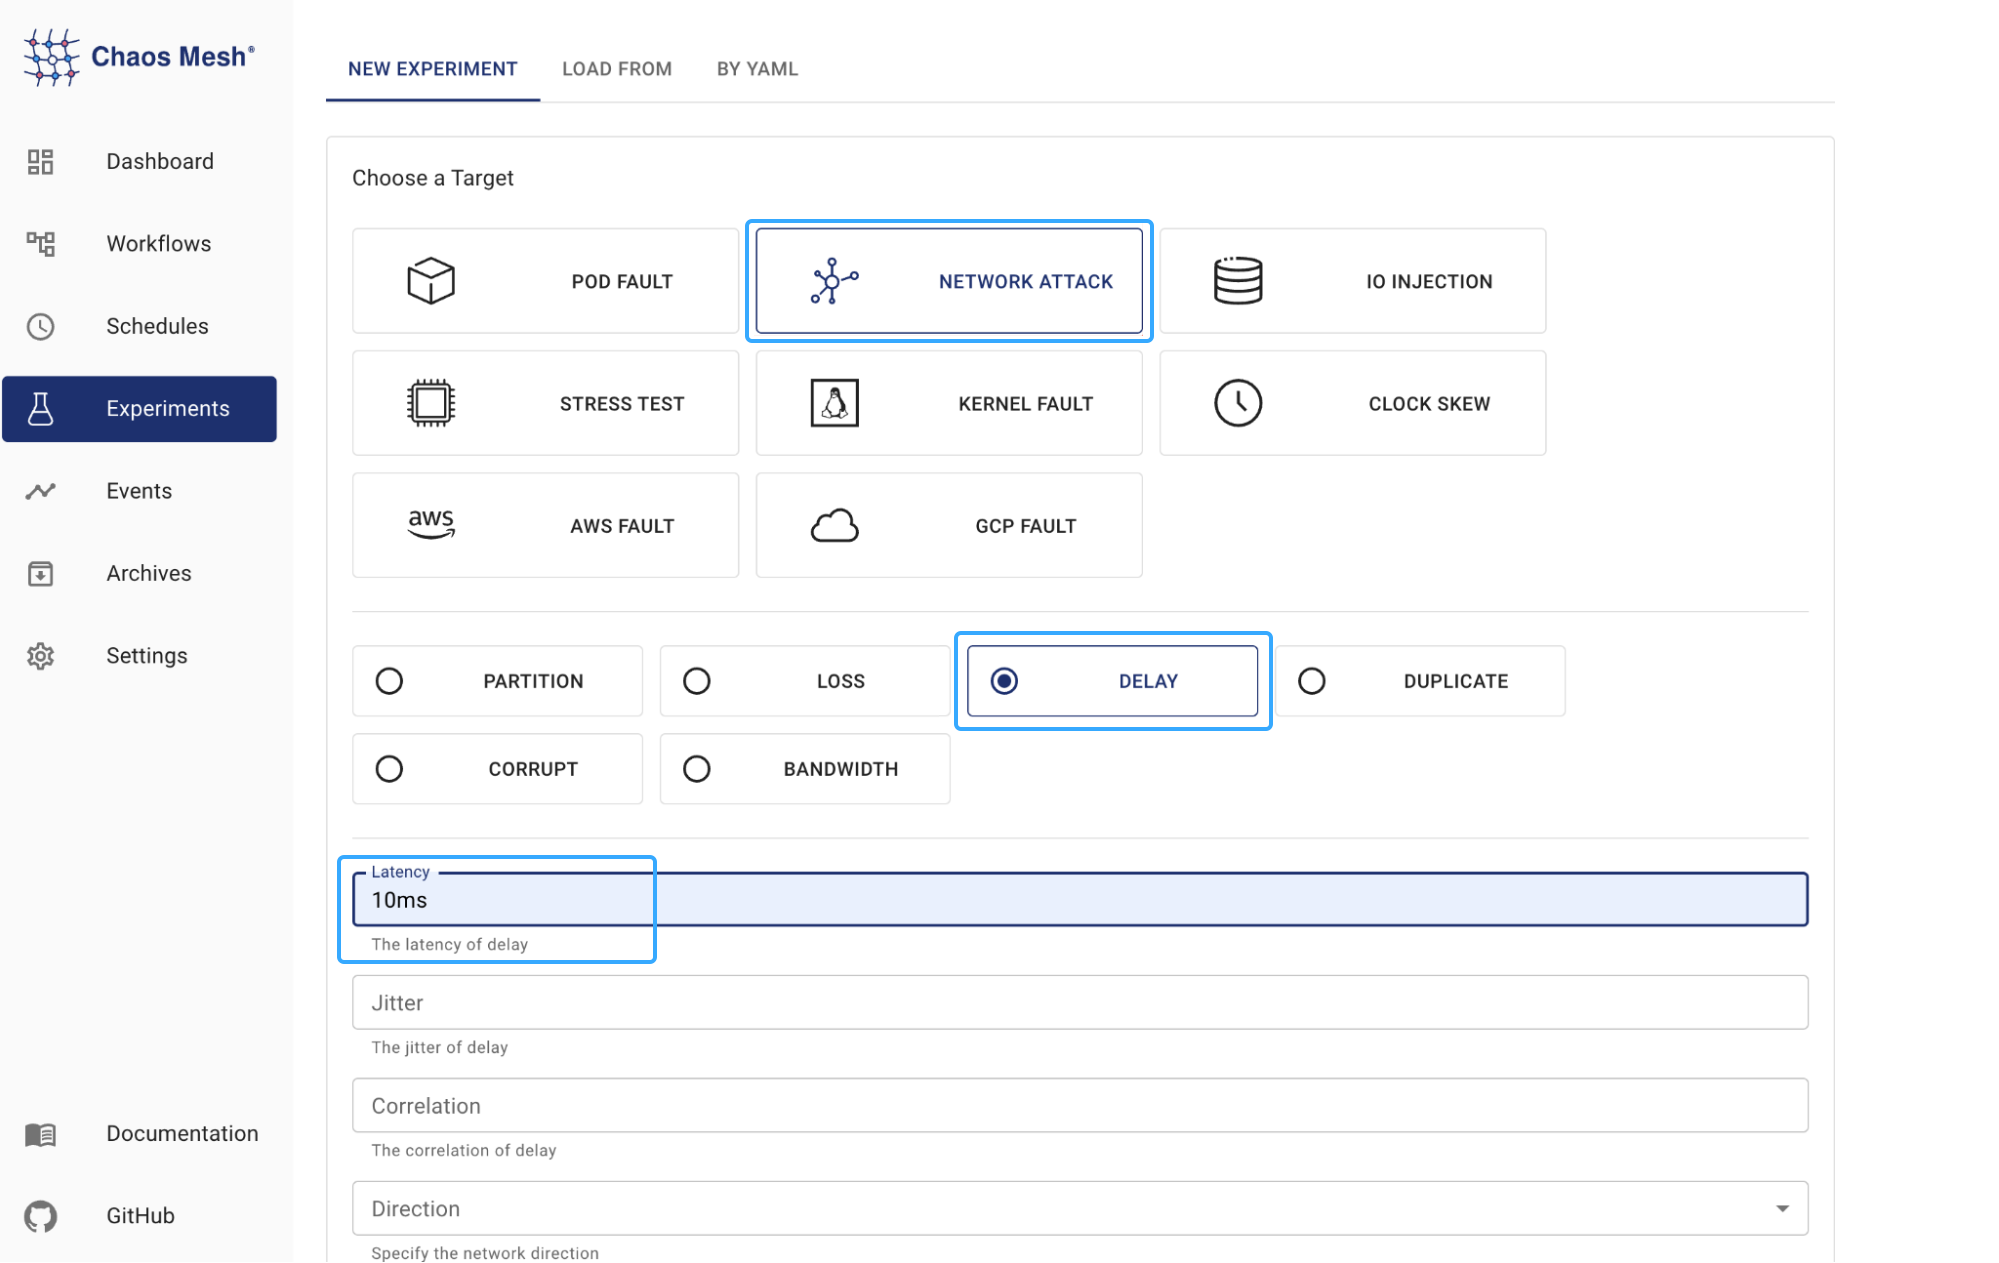 Chaos Mesh®
Dashboard
Workflows
Schedules
Experiments
Events
Archives
Settings
Documentation
GitHub
NEW EXPERIMENT LOAD FROM BY YAML
Choose a Target
POD FAULT NETWORK ATTACK IO INJECTION
STRESS TEST KERNEL FAULT CLOCK SKEW
aws AWS FAULT GCP FAULT
PARTITION LOSS DELAY DUPLICATE
CORRUPT BANDWIDTH
Latency
10ms
The latency of delay
Jitter
The jitter of delay
Correlation
The correlation of delay
Direction
Specify the network direction